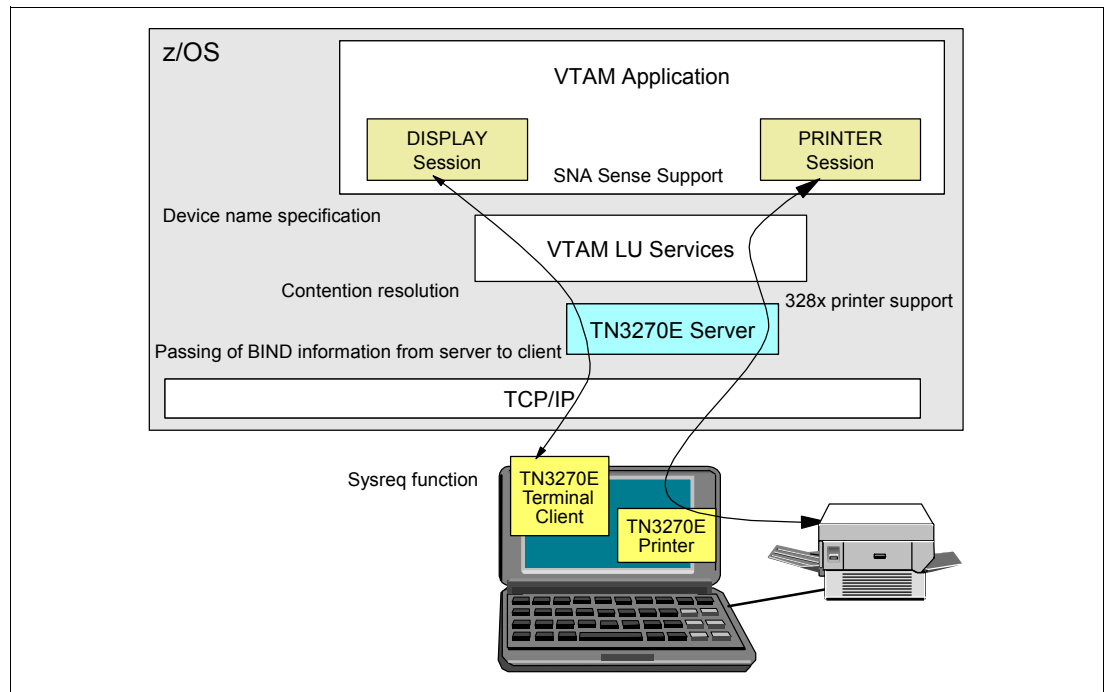 z/OS
VTAM Application
DISPLAY
Session
PRINTER
Session
SNA Sense Support
Device name specification
VTAM LU Services
Contention resolution
328x printer support
TN3270E Server
Passing of BIND information from server to client
TCP/IP
Sysreq function
TN3270E
Terminal
Client
TN3270E
Printer